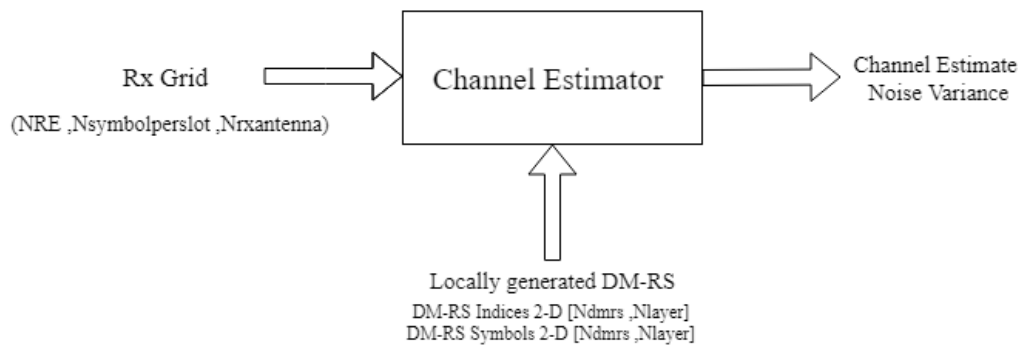 Rx Grid
(NRE ,Nsymbolperslot ,Nrxantenna)
Channel Estimator
Channel Estimate
Noise Variance
Locally generated DM-RS
DM-RS Indices 2-D [Ndmrs ,Nlayer]
DM-RS Symbols 2-D [Ndmrs ,Nlayer]